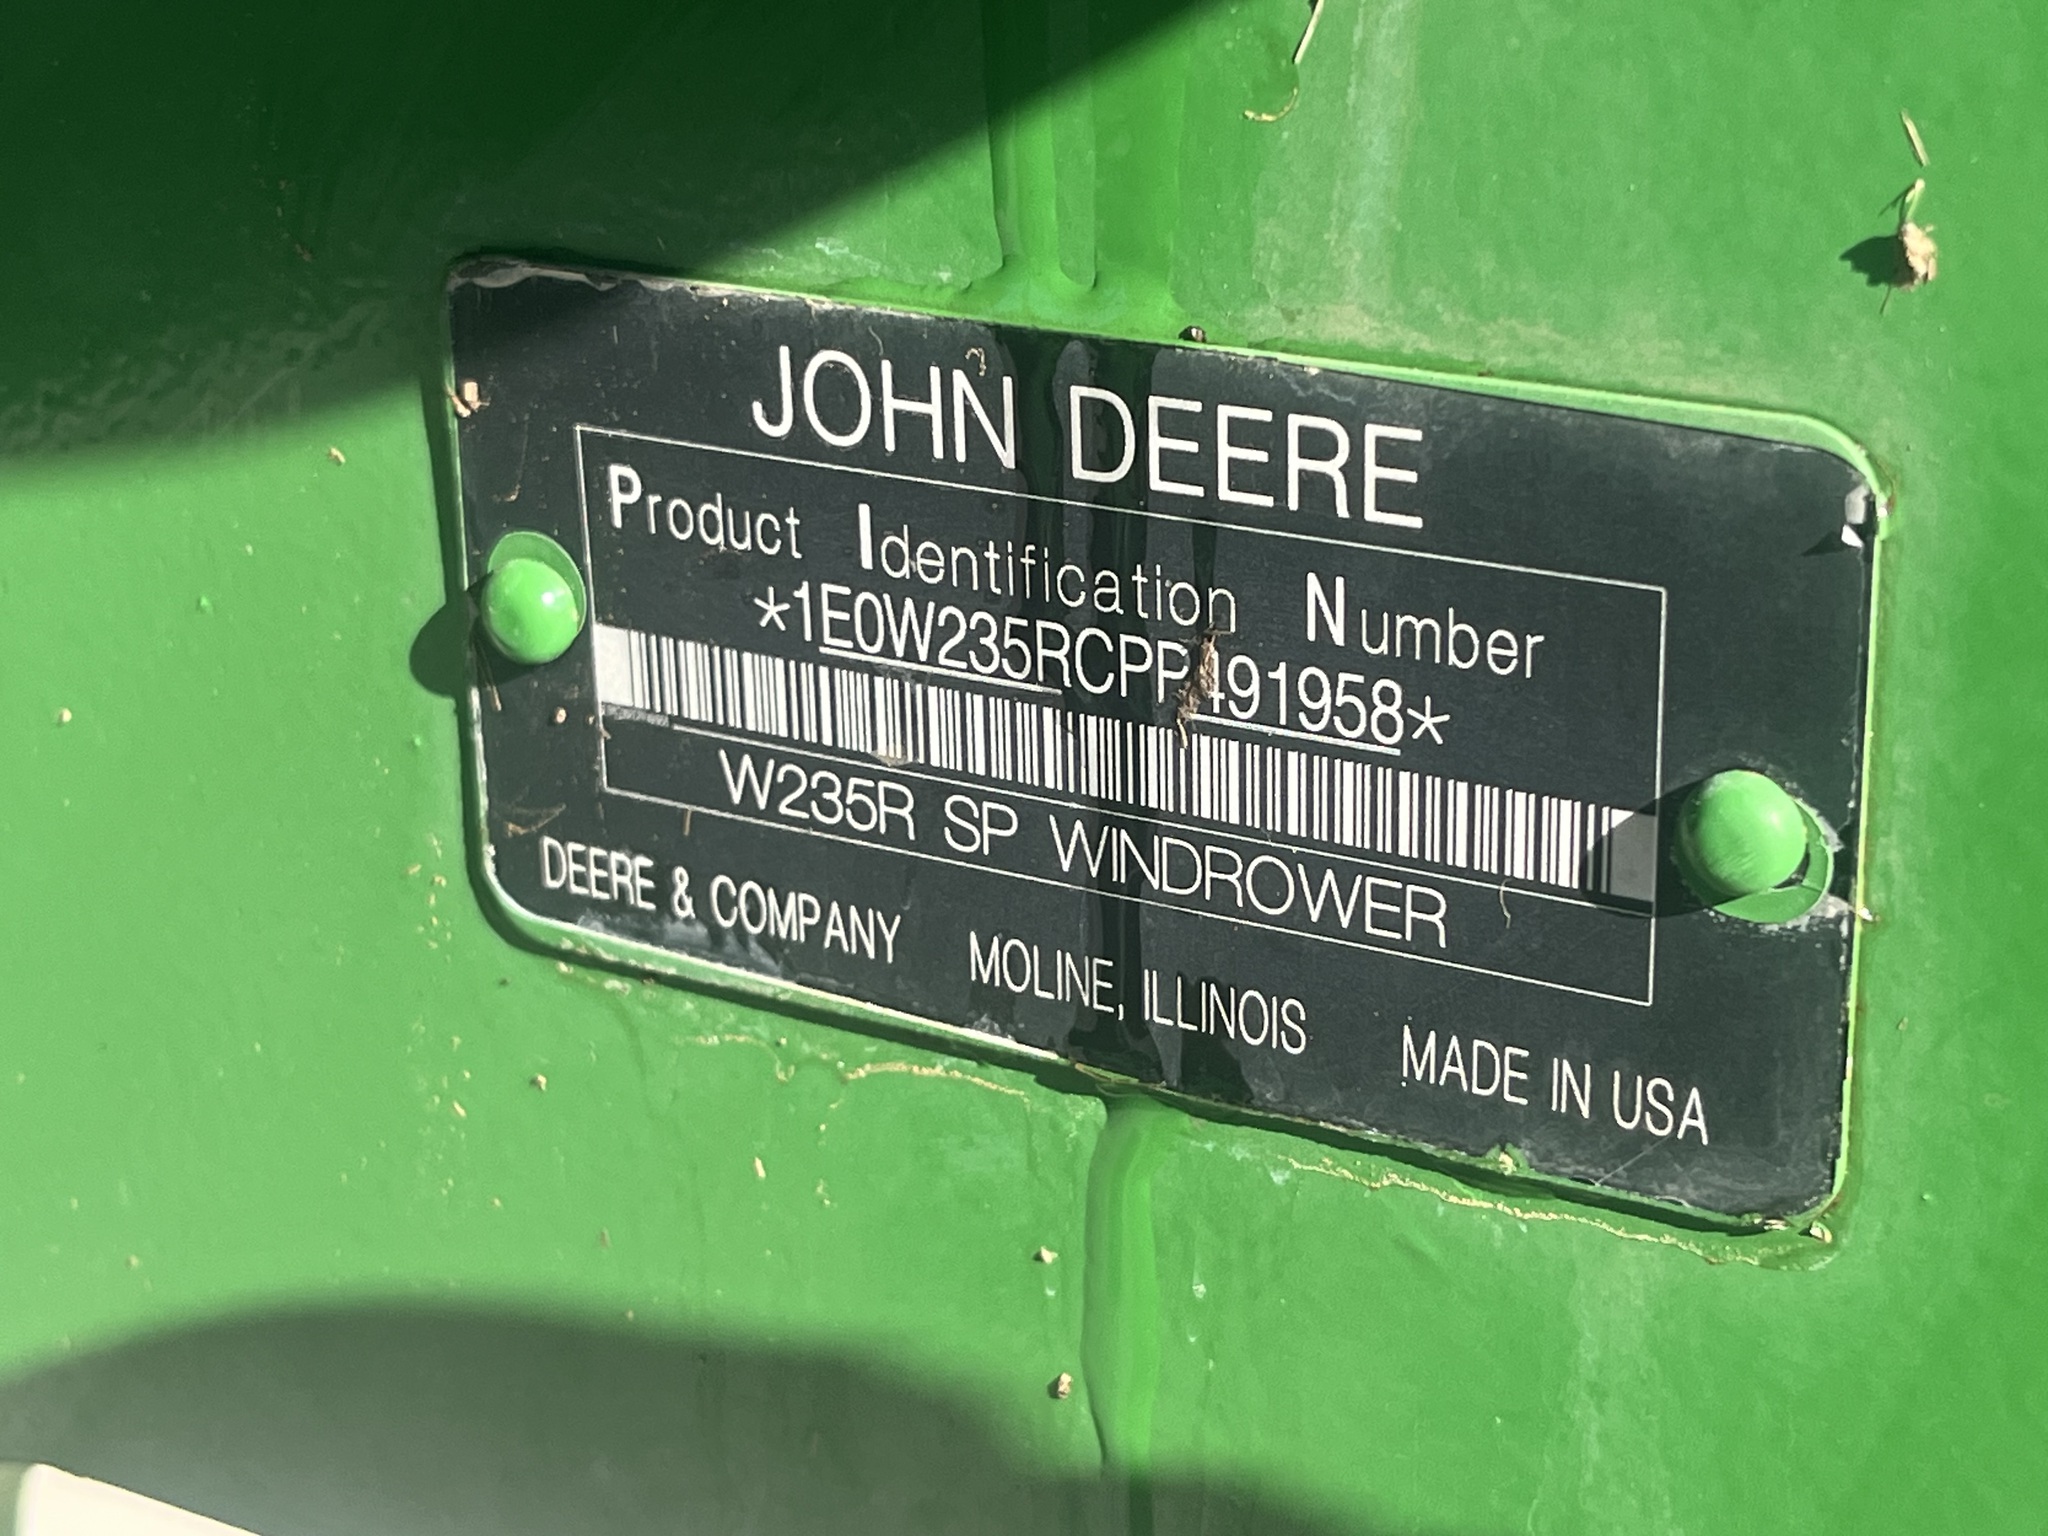 JOHN DEERE
Product Identification Number
*1E0W235RCPP491958*
W235R SP WINDROWER
DEERE & COMPANY MOLINE, ILLINOIS MADE IN USA